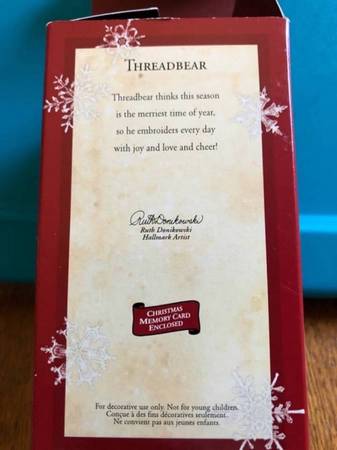 THREADBEAR
Threadbear thinks this season
is the merriest time of year,
so he embroiders every day
with joy and love and cheer!
Ruth Donikowski
Ruth Donikowski
Hallmark Artist
CHRISTMAS
MEMORY CARD
ENCLOSED
For decorative use only. Not for young children.
Conçue à des fins décoratives seulement.
Ne convient pas aux jeunes enfants.